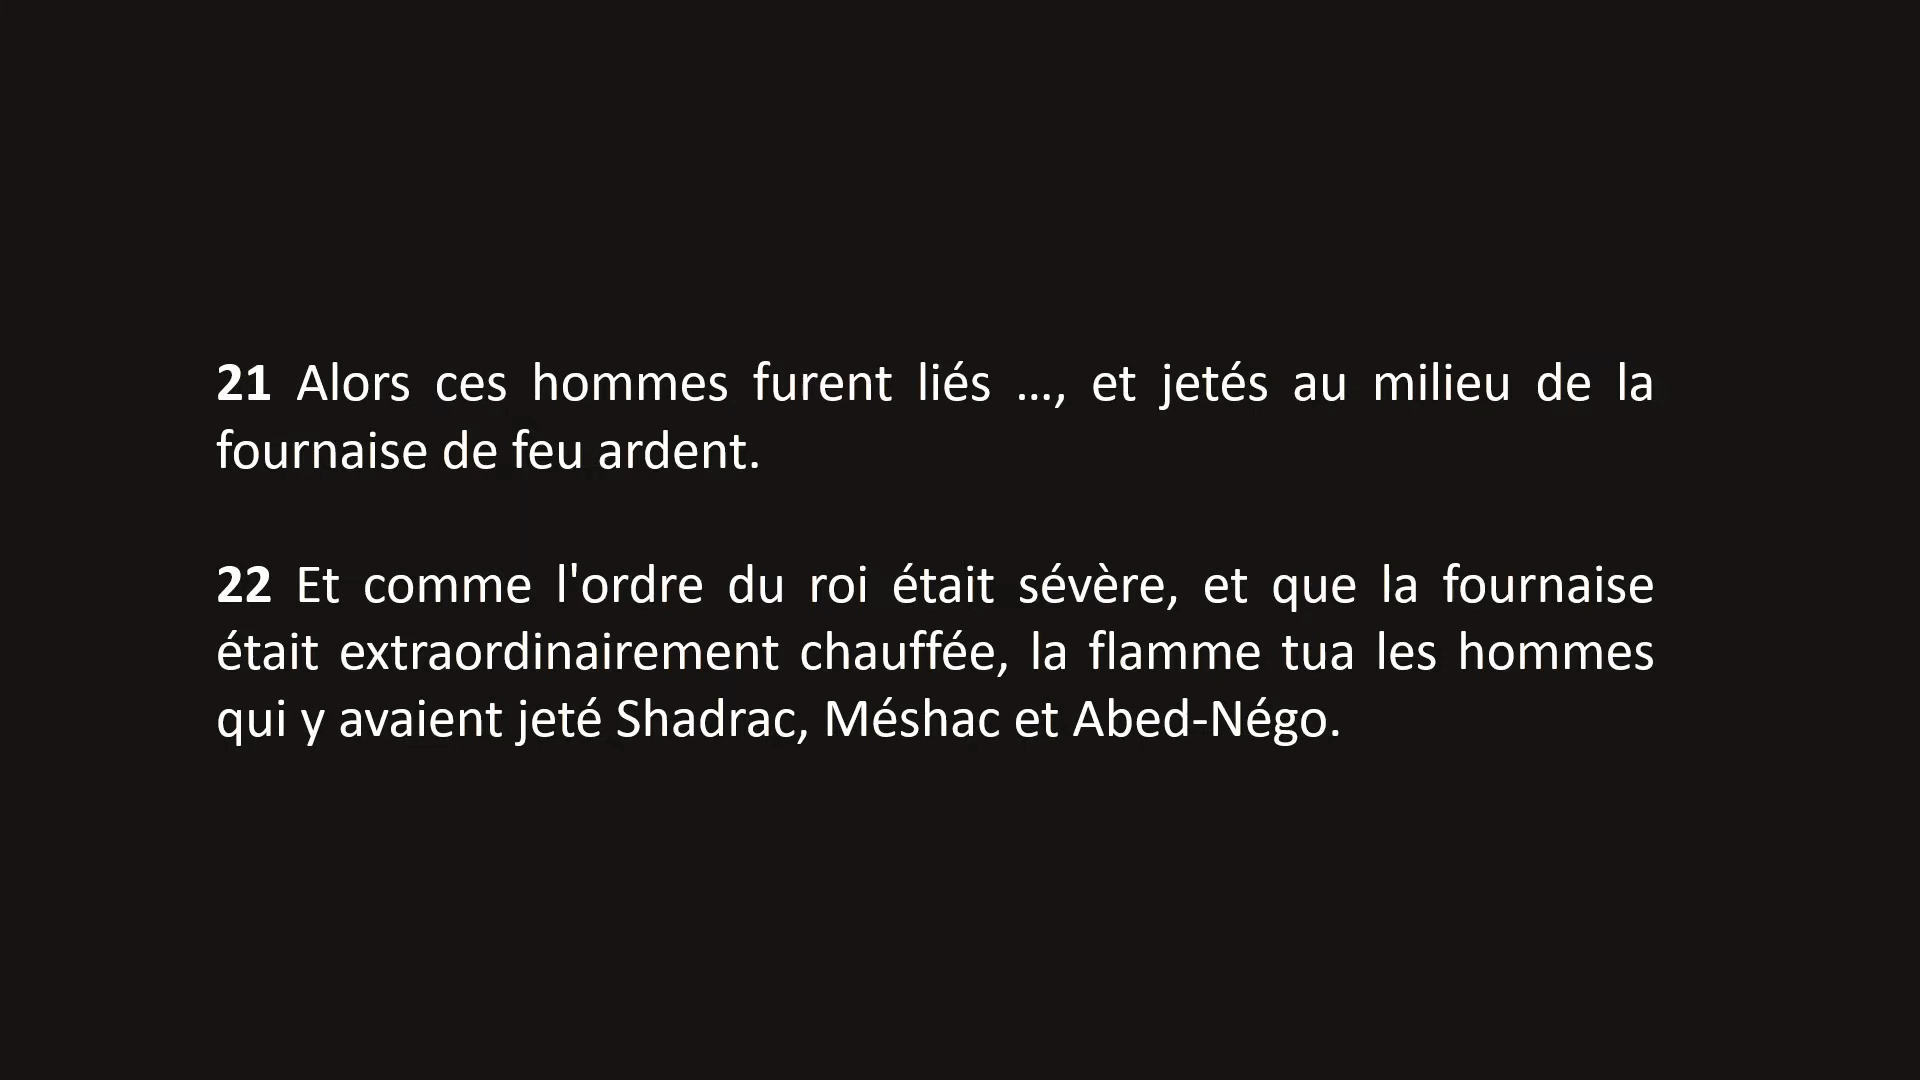 21 Alors ces hommes furent liés ..., et jetés au milieu de la
fournaise de feu ardent.
22 Et comme l'ordre du roi était sévère, et que la fournaise
était extraordinairement chauffée, la flamme tua les hommes
qui y avaient jeté Shadrac, Méshac et Abed-Négo.